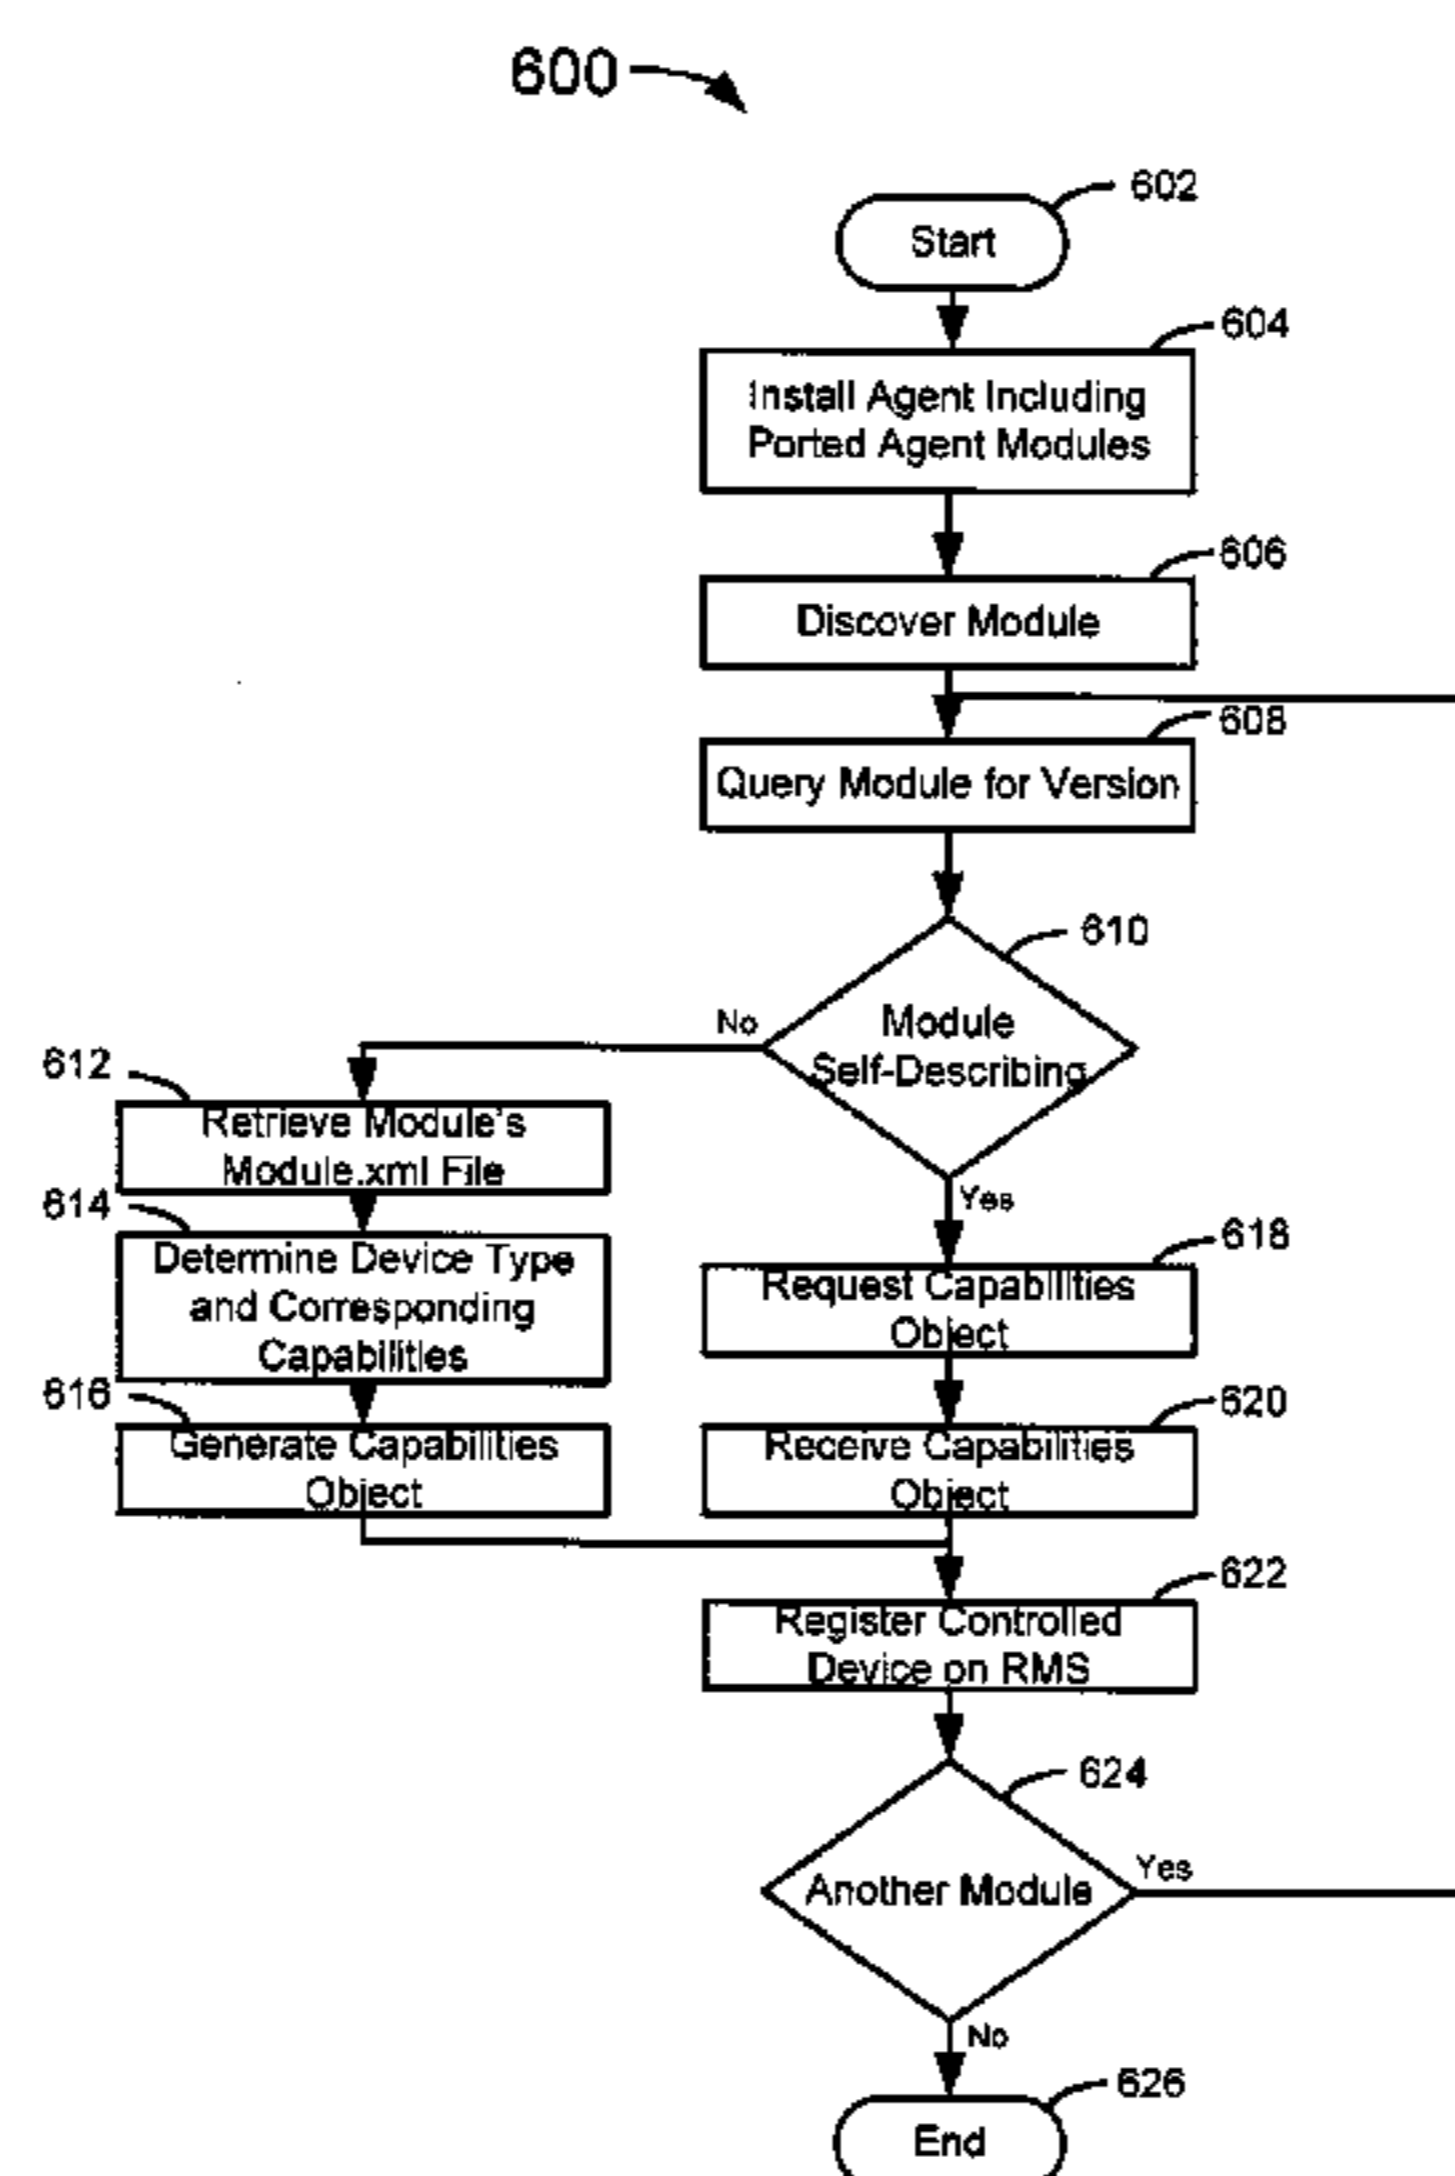 600
602
Start
604
Install Agent Including
Ported Agent Modules
606
Discover Module
608
Query Module for Version
610
Module
Self-Describing
No
Yes
612
Retrieve Module's
Module.xml File
614
Determine Device Type
and Corresponding
Capabilities
616
Generate Capabilities
Object
618
Request Capabilities
Object
620
Receive Capabilities
Object
622
Register Controlled
Device on RMS
624
Another Module
Yes
No
626
End